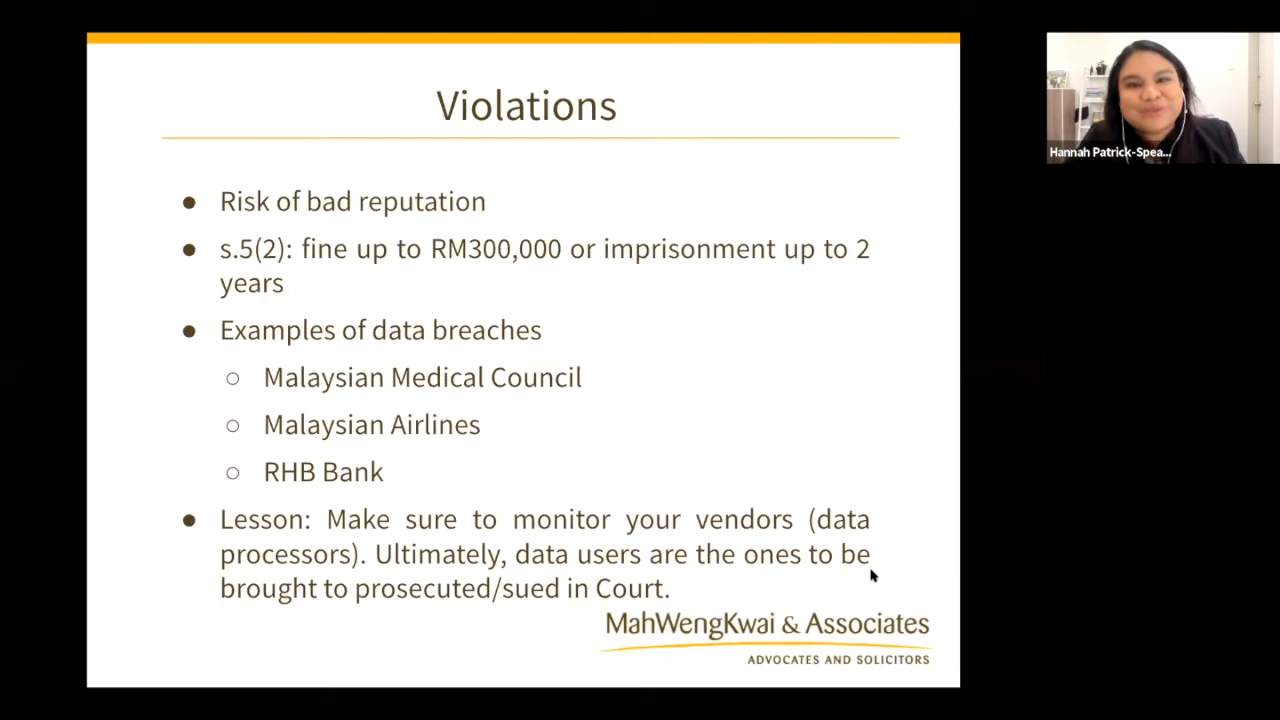 Violations
● Risk of bad reputation
● s.5(2): fine up to RM300,000 or imprisonment up to 2
years
● Examples of data breaches
○ Malaysian Medical Council
○ Malaysian Airlines
○ RHB Bank
● Lesson: Make sure to monitor your vendors (data
processors). Ultimately, data users are the ones to be
brought to prosecuted/sued in Court.
MahWengKwai & Associates
ADVOCATES AND SOLICITORS
Hannah Patrick-Spea...